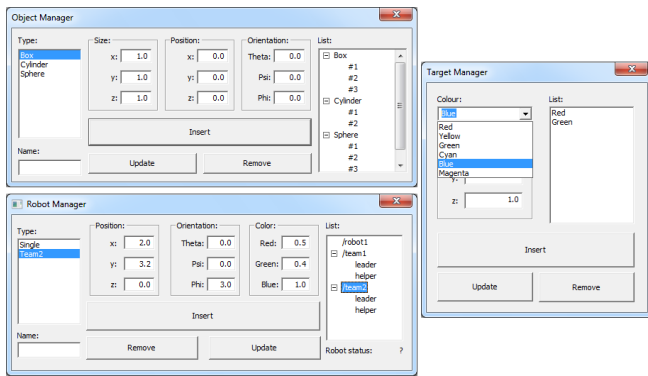 Object Manager
Type:
Box
Cylinder
Sphere
Name:
Size:
x: 1.0
y: 1.0
z: 1.0
Position:
x: 0.0
y: 0.0
z: 0.0
Orientation:
Theta: 0.0
Psi: 0.0
Phi: 0.0
Insert
Update Remove
List:
Box
#1
#2
#3
Cylinder
#1
#2
Sphere
#1
#2
#3
Robot Manager
Type:
Single
Team2
Name:
Position:
x: 2.0
y: 3.2
z: 0.0
Orientation:
Theta: 0.0
Psi: 0.0
Phi: 3.0
Color:
Red: 0.5
Green: 0.4
Blue: 1.0
Insert
Remove Update
List:
/robot1
/team1
leader
helper
/team2
leader
helper
Robot status: ?
Target Manager
Colour:
Blue
Red
Yellow
Green
Cyan
Blue
Magenta
y:
z: 1.0
List:
Red
Green
Insert
Update Remove